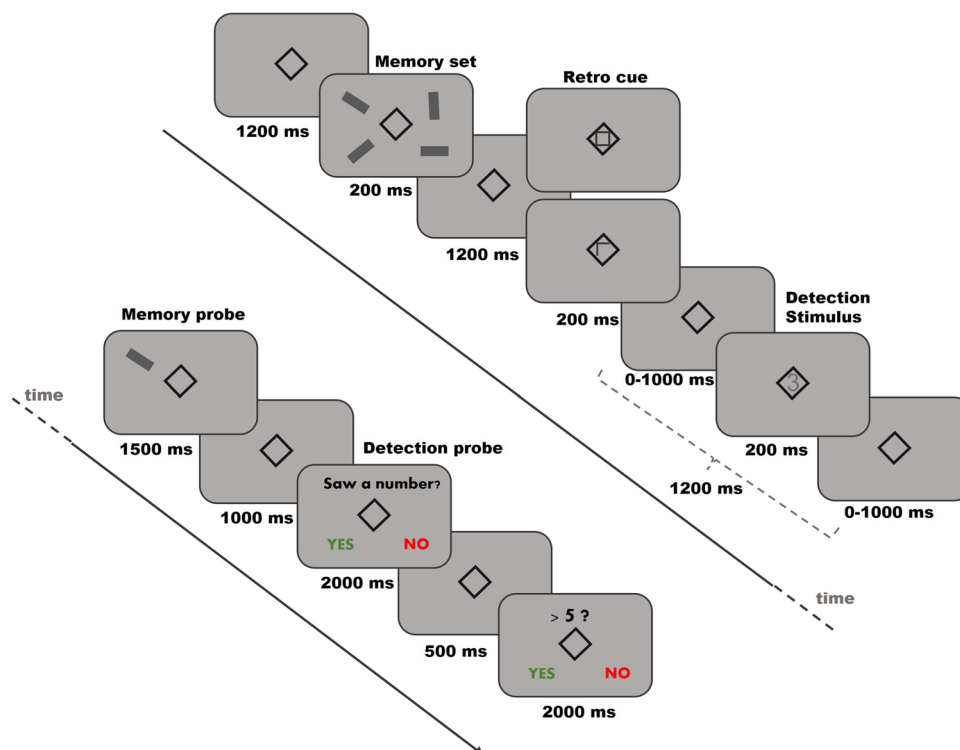 1200 ms
Memory set
200 ms
1200 ms
Retro cue
200 ms
0-1000 ms
Detection
Stimulus
3
200 ms
0-1000 ms
1200 ms
time
time
Memory probe
1500 ms
1000 ms
Detection probe
Saw a number?
YES NO
2000 ms
500 ms
> 5 ?
YES NO
2000 ms